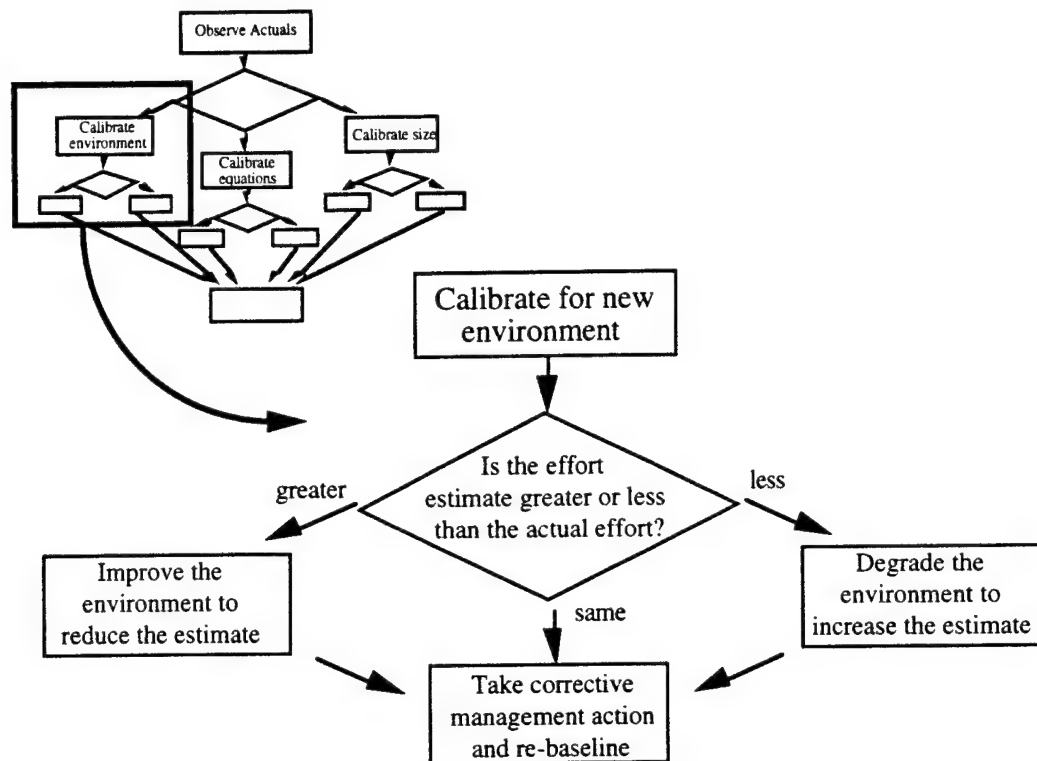 Observe Actuals
Calibrate
environment
Calibrate
equations
Calibrate size
Calibrate for new
environment
Is the effort
estimate greater or less
than the actual effort?
greater
less
same
Improve the
environment to
reduce the estimate
Degrade the
environment to
increase the estimate
Take corrective
management action
and re-baseline